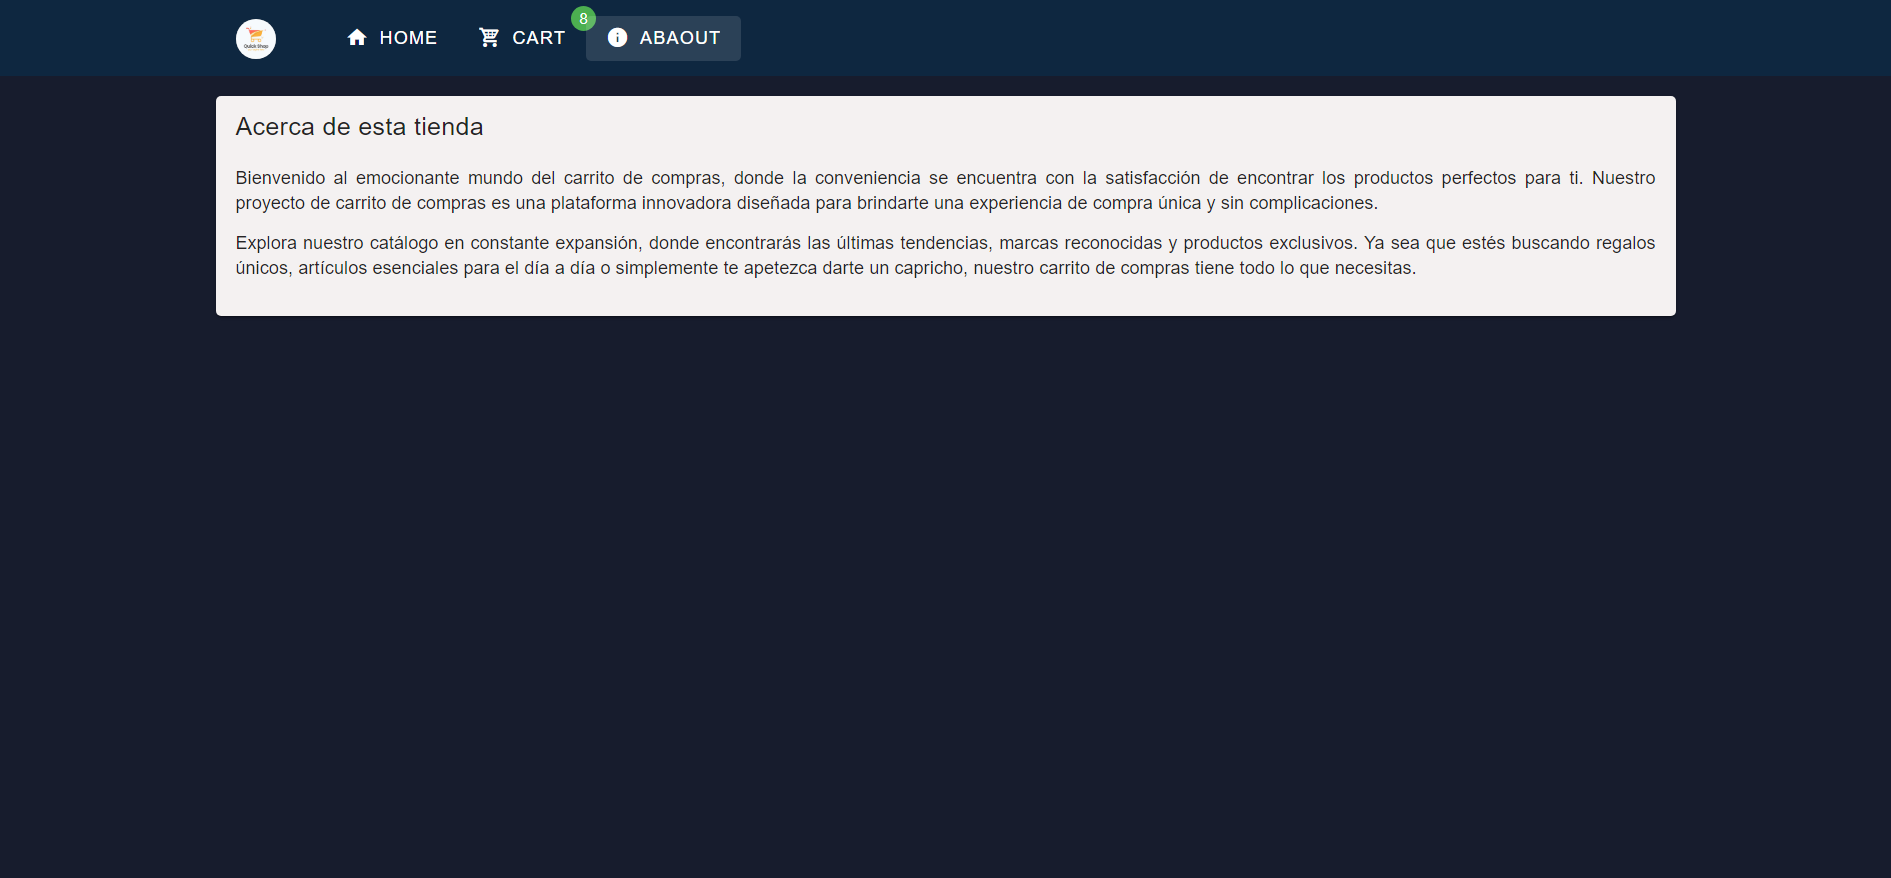 Quick Shop
HOME
CART
8
ABAOUT
Acerca de esta tienda
Bienvenido al emocionante mundo del carrito de compras, donde la conveniencia se encuentra con la satisfacción de encontrar los productos perfectos para ti. Nuestro
proyecto de carrito de compras es una plataforma innovadora diseñada para brindarte una experiencia de compra única y sin complicaciones.
Explora nuestro catálogo en constante expansión, donde encontrarás las últimas tendencias, marcas reconocidas y productos exclusivos. Ya sea que estés buscando regalos
únicos, artículos esenciales para el día a día o simplemente te apetezca darte un capricho, nuestro carrito de compras tiene todo lo que necesitas.